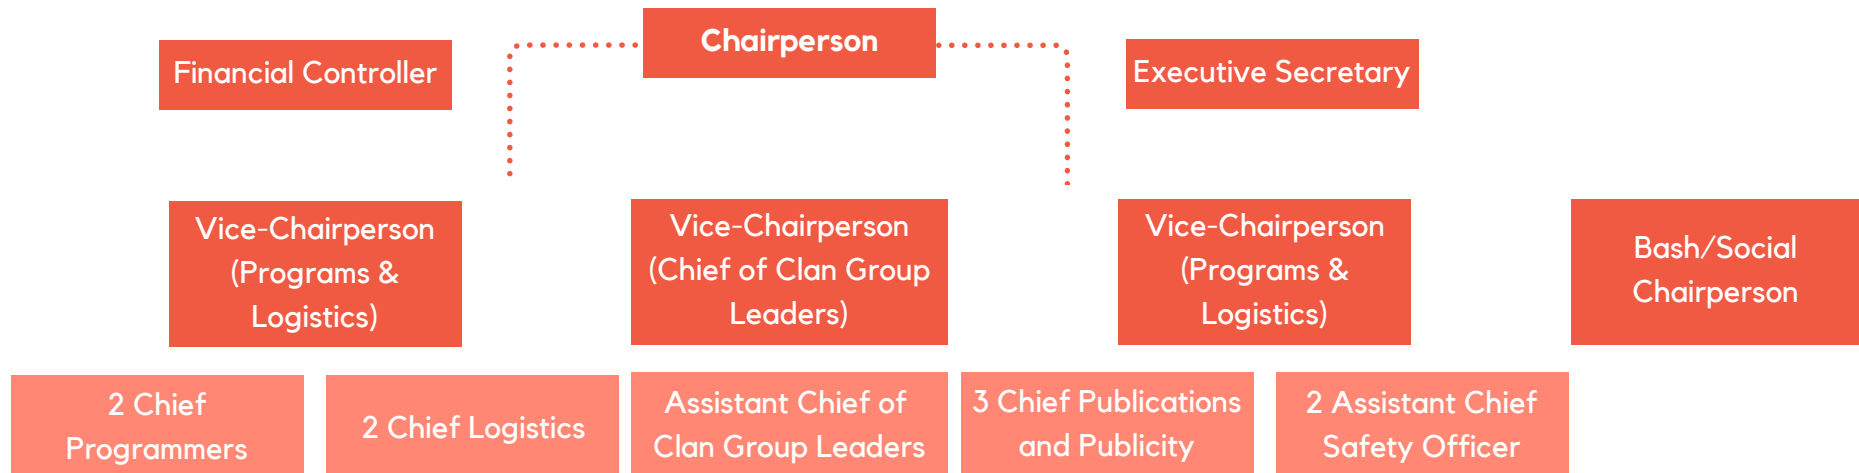 Chairperson
Financial Controller
Executive Secretary
Vice-Chairperson
(Programs &
Logistics)
Vice-Chairperson
(Chief of Clan Group
Leaders)
Vice-Chairperson
(Programs &
Logistics)
Bash/Social
Chairperson
2 Chief
Programmers
2 Chief Logistics
Assistant Chief of
Clan Group Leaders
3 Chief Publications
and Publicity
2 Assistant Chief
Safety Officer